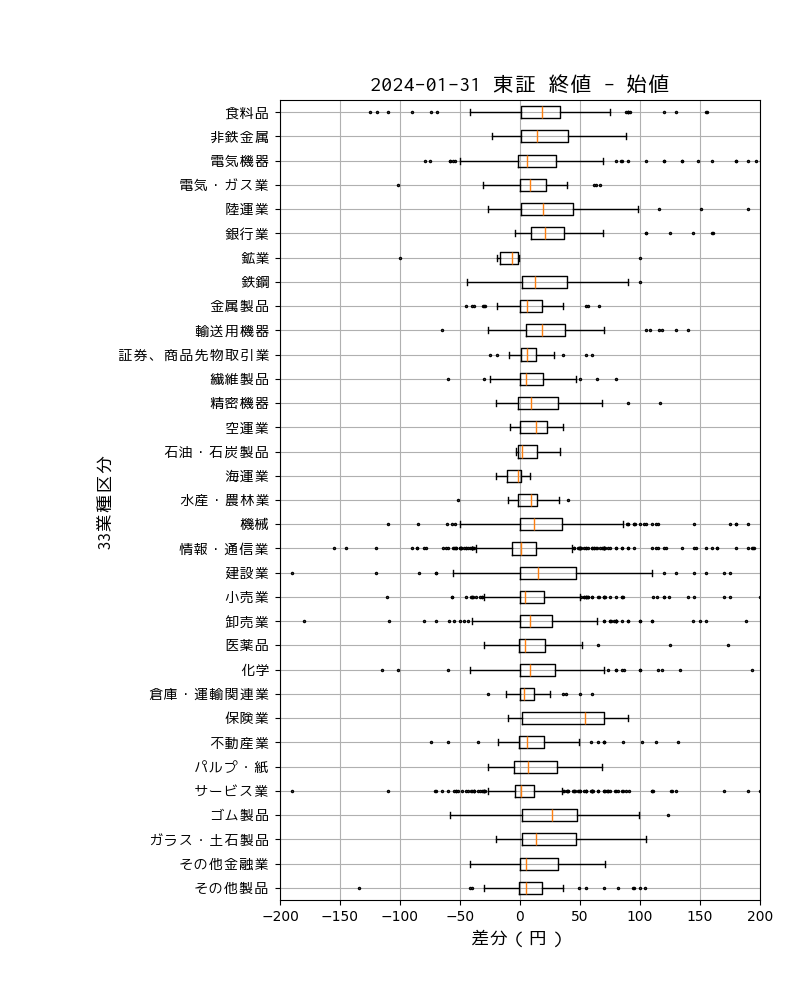 2024-01-31 東証 終値 - 始値
食料品
非鉄金属
電気機器
電気・ガス業
陸運業
銀行業
鉱業
鉄鋼
金属製品
輸送用機器
証券、商品先物取引業
繊維製品
精密機器
空運業
石油・石炭製品
海運業
水産・農林業
機械
情報・通信業
建設業
小売業
卸売業
医薬品
化学
倉庫・運輸関連業
保険業
不動産業
パルプ・紙
サービス業
ゴム製品
ガラス・土石製品
その他金融業
その他製品
33業種区分
−200 −150 −100 −50 0 50 100 150 200
差分(円)